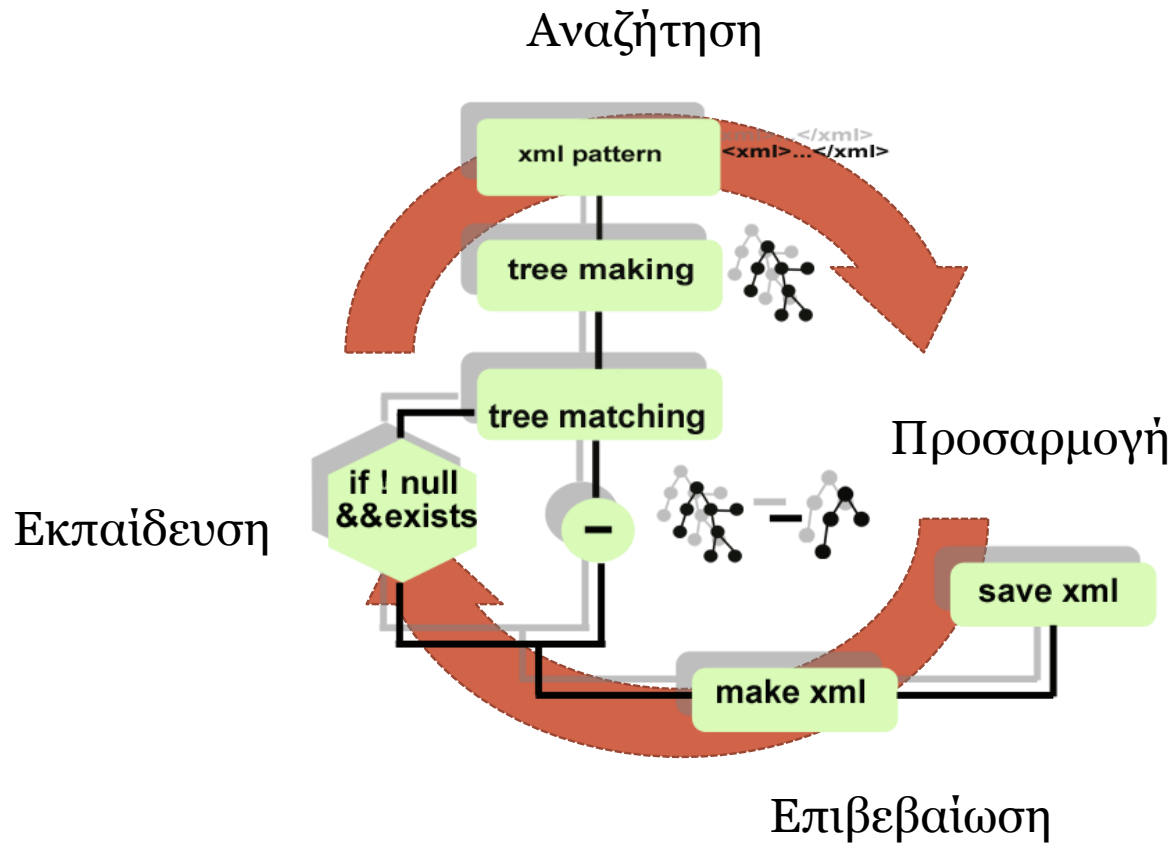 Αναζήτηση
...</xml>
xml pattern
<xml>...</xml>
tree making
tree matching
Προσαρμογή
if ! null
&&exists
Εκπαίδευση
–
–
save xml
make xml
Επιβεβαίωση